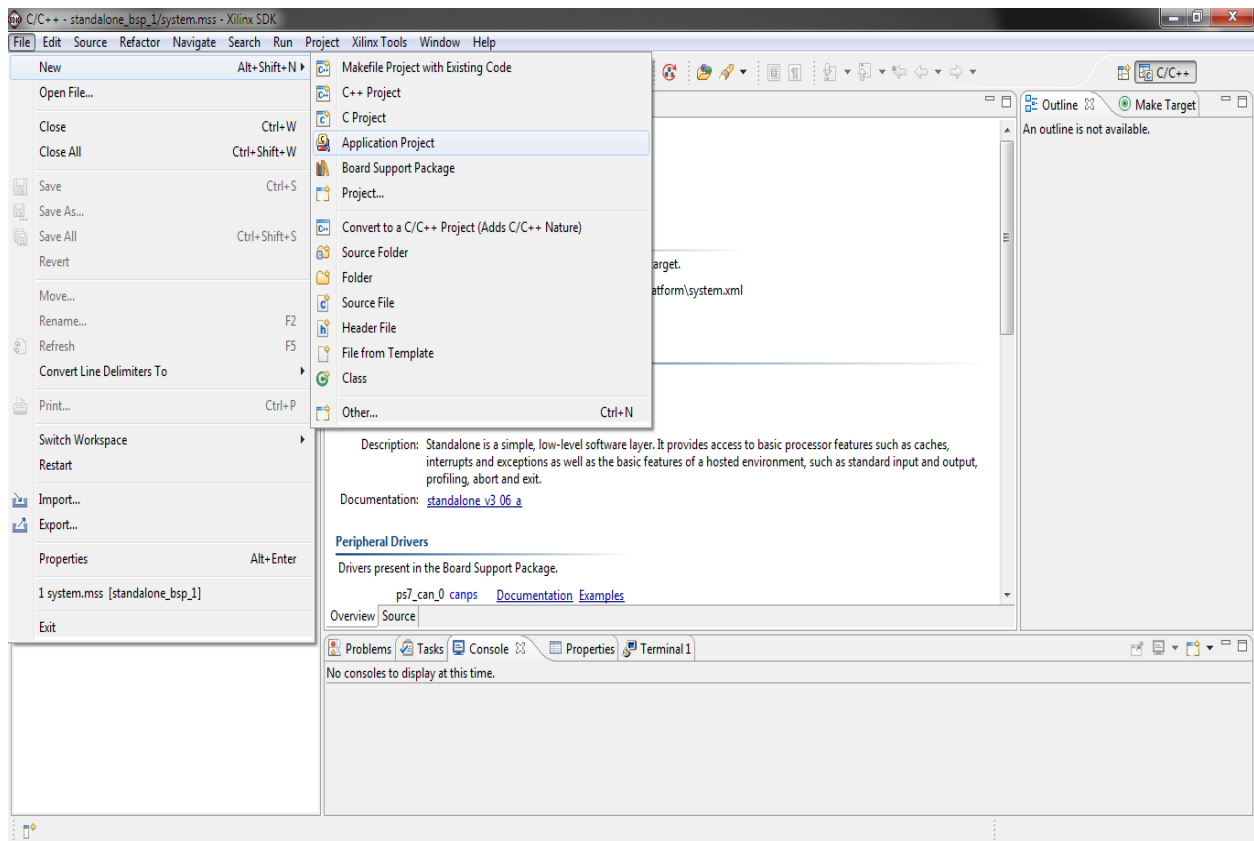 C/C++ - standalone_bsp_1/system.mss - Xilinx SDK
File Edit Source Refactor Navigate Search Run Project Xilinx Tools Window Help
New Alt+Shift+N
Open File...
Close Ctrl+W
Close All Ctrl+Shift+W
Save Ctrl+S
Save As...
Save All Ctrl+Shift+S
Revert
Move...
Rename... F2
Refresh F5
Convert Line Delimiters To
Print... Ctrl+P
Switch Workspace
Restart
Import...
Export...
Properties Alt+Enter
1 system.mss [standalone_bsp_1]
Exit
Makefile Project with Existing Code
C++ Project
C Project
Application Project
Board Support Package
Project...
Convert to a C/C++ Project (Adds C/C++ Nature)
Source Folder
Folder
Source File
Header File
File from Template
Class
Other... Ctrl+N
C/C++
Outline Make Target
An outline is not available.
arget.
atform\system.xml
Description: Standalone is a simple, low-level software layer. It provides access to basic processor features such as caches,
interrupts and exceptions as well as the basic features of a hosted environment, such as standard input and output,
profiling, abort and exit.
Documentation: standalone_v3_06_a
Peripheral Drivers
Drivers present in the Board Support Package.
ps7_can_0 canps Documentation Examples
Overview Source
Problems Tasks Console Properties Terminal 1
No consoles to display at this time.